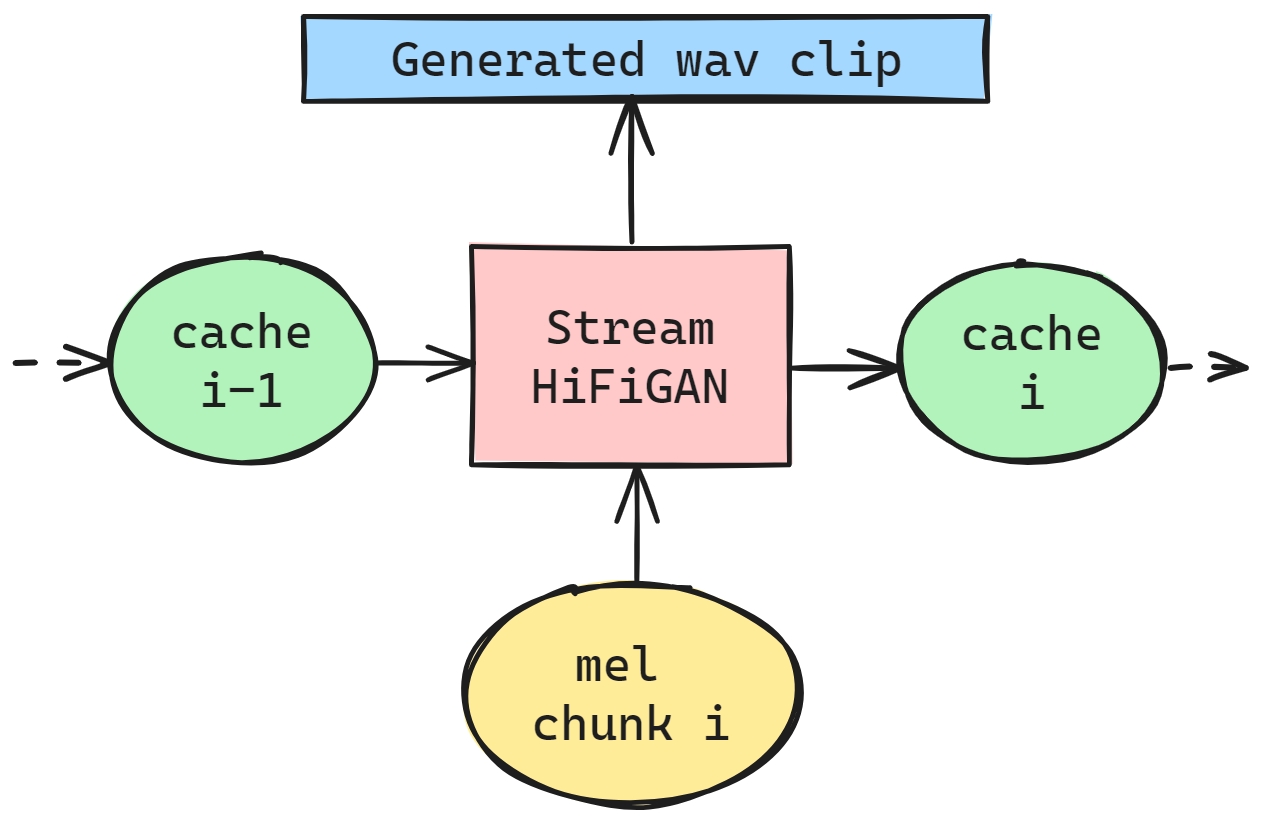 Generated wav clip
cache
i-1
Stream
HiFiGAN
cache
i
mel
chunk i